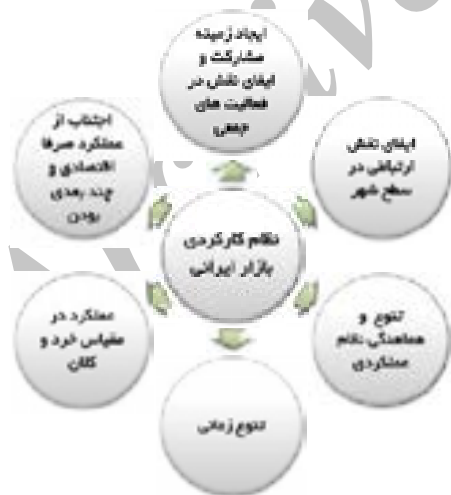 ایجاد زمینه
مشارکت و
ایفای نقش در
فعالیت های
جمعی
ایفای نقش
ارتباطی در
سطح شهر
تنوع و
هماهنگی نظام
عملکردی
تنوع زمانی
عملکرد در
مقیاس خرد و
کلان
اجتناب از
عملکرد صرفا
اقتصادی و
چند بعدی
بودن
نظام کارکردی
بازار ایرانی